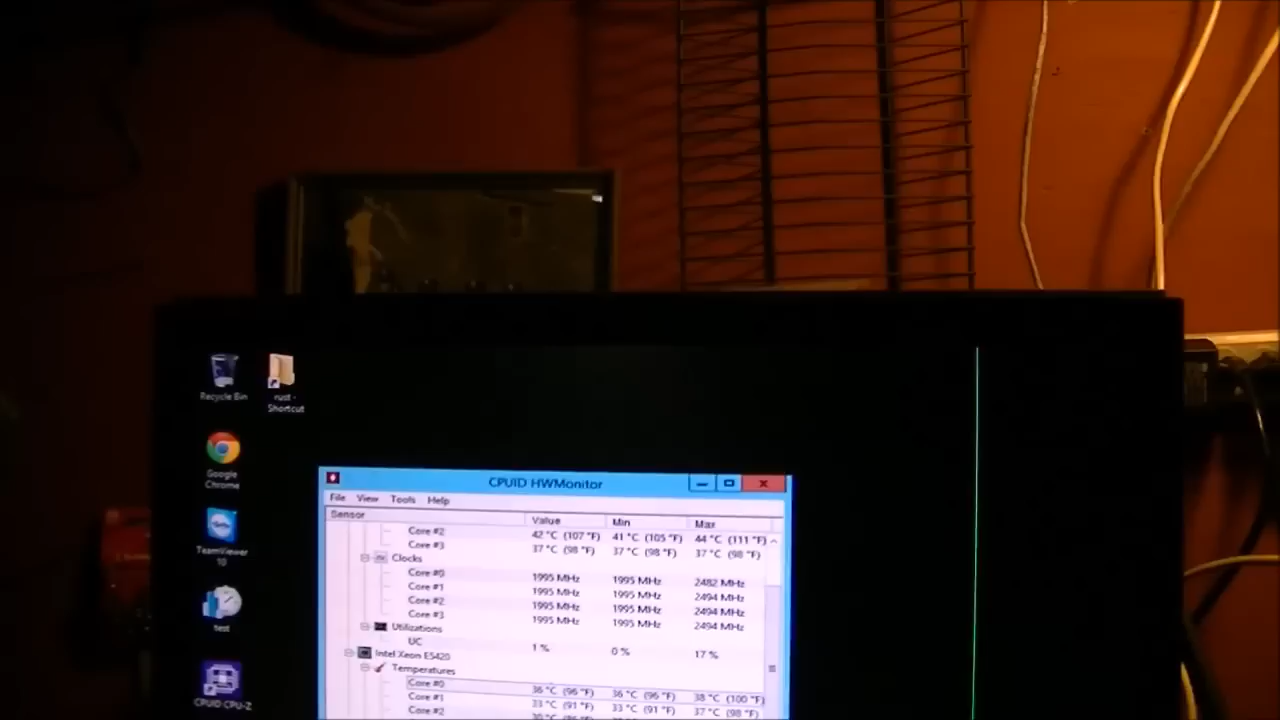 Recycle Bin
rust - Shortcut
Google Chrome
TeamViewer 10
test
CPUID CPU-Z
CPUID HWMonitor
File View Tools Help
Sensor Value Min Max
Core #2 42 °C (107 °F) 41 °C (105 °F) 44 °C (111 °F)
Core #3 37 °C (98 °F) 37 °C (98 °F) 37 °C (98 °F)
Clocks
Core #0 1995 MHz 1995 MHz 2482 MHz
Core #1 1995 MHz 1995 MHz 2494 MHz
Core #2 1995 MHz 1995 MHz 2494 MHz
Core #3 1995 MHz 1995 MHz 2494 MHz
Utilizations
UC 1 % 0 % 17 %
Intel Xeon E5420
Temperatures
Core #0 36 °C (96 °F) 36 °C (96 °F) 38 °C (100 °F)
Core #1 33 °C (91 °F) 33 °C (91 °F) 37 °C (98 °F)
Core #2